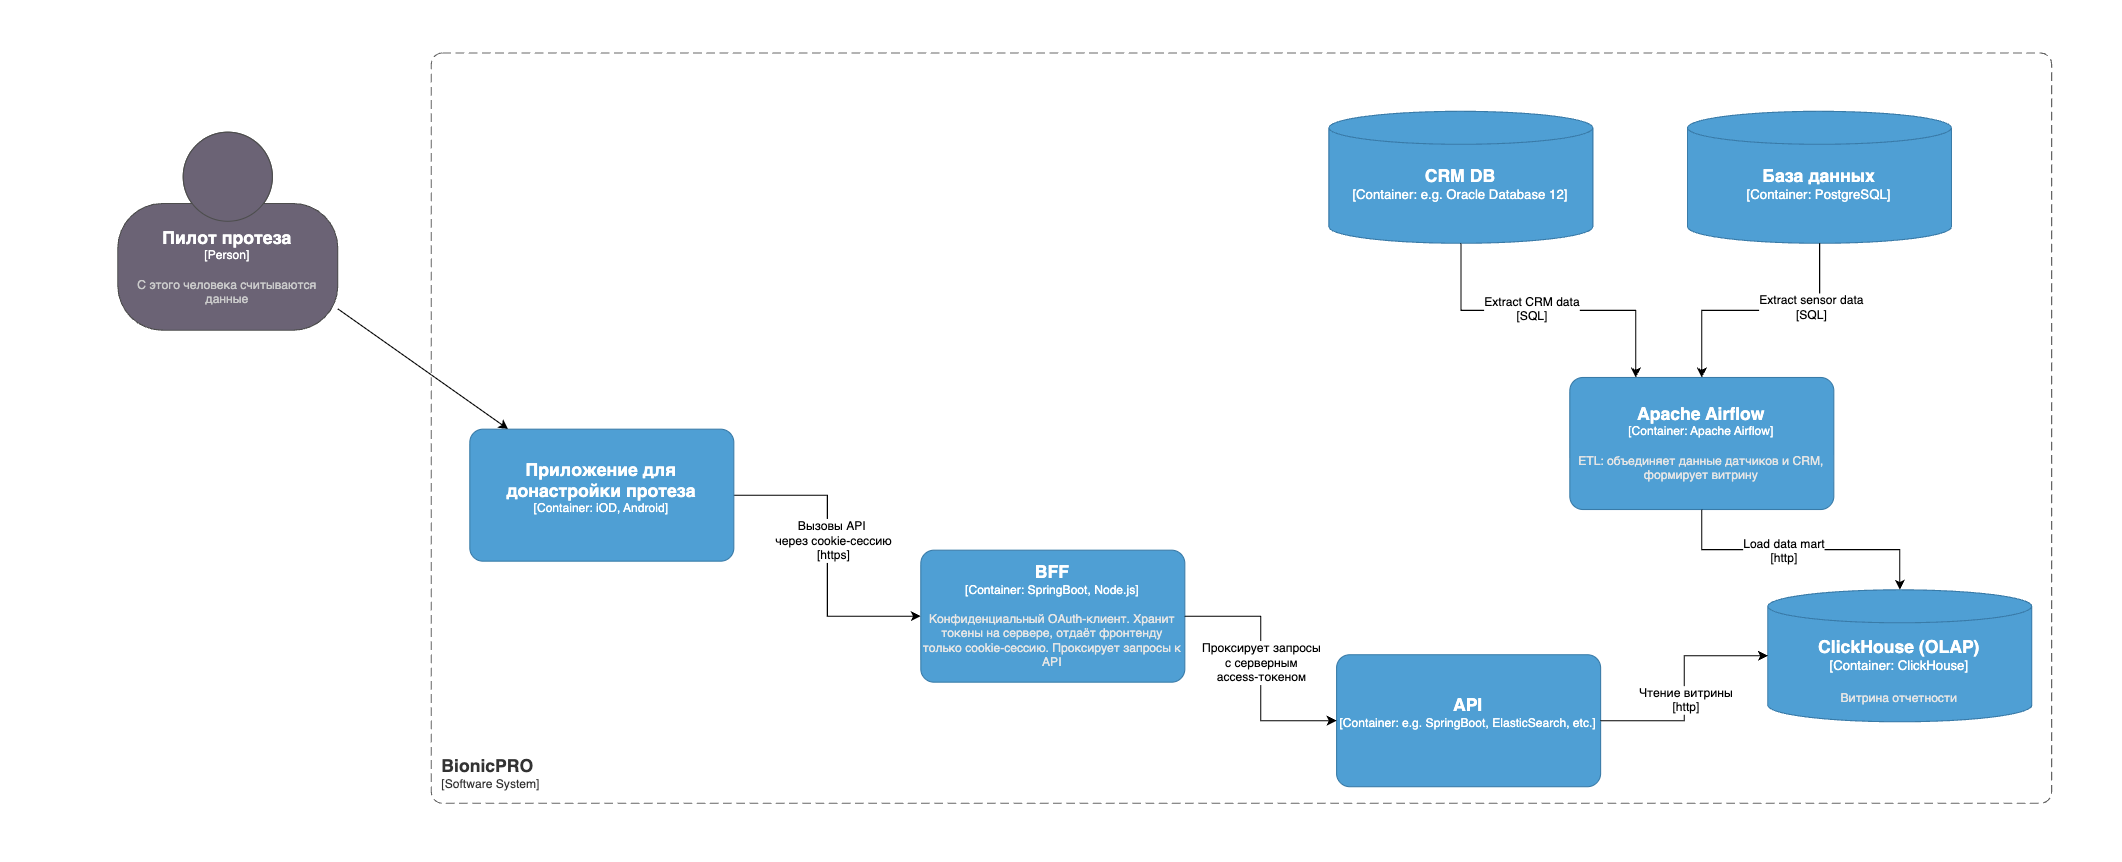 Пилот протеза
[Person]
С этого человека считываются
данные
CRM DB
[Container: e.g. Oracle Database 12]
База данных
[Container: PostgreSQL]
Extract CRM data
[SQL]
Extract sensor data
[SQL]
Apache Airflow
[Container: Apache Airflow]
ETL: объединяет данные датчиков и CRM,
формирует витрину
Приложение для
донастройки протеза
[Container: iOD, Android]
Вызовы API
через cookie-сессию
[https]
BFF
[Container: SpringBoot, Node.js]
Конфиденциальный OAuth-клиент. Хранит
токены на сервере, отдаёт фронтенду
только cookie-сессию. Проксирует запросы к
API
Проксирует запросы
с серверным
access-токеном
API
[Container: e.g. SpringBoot, ElasticSearch, etc.]
Чтение витрины
[http]
Load data mart
[http]
ClickHouse (OLAP)
[Container: ClickHouse]
Витрина отчетности
BionicPRO
[Software System]